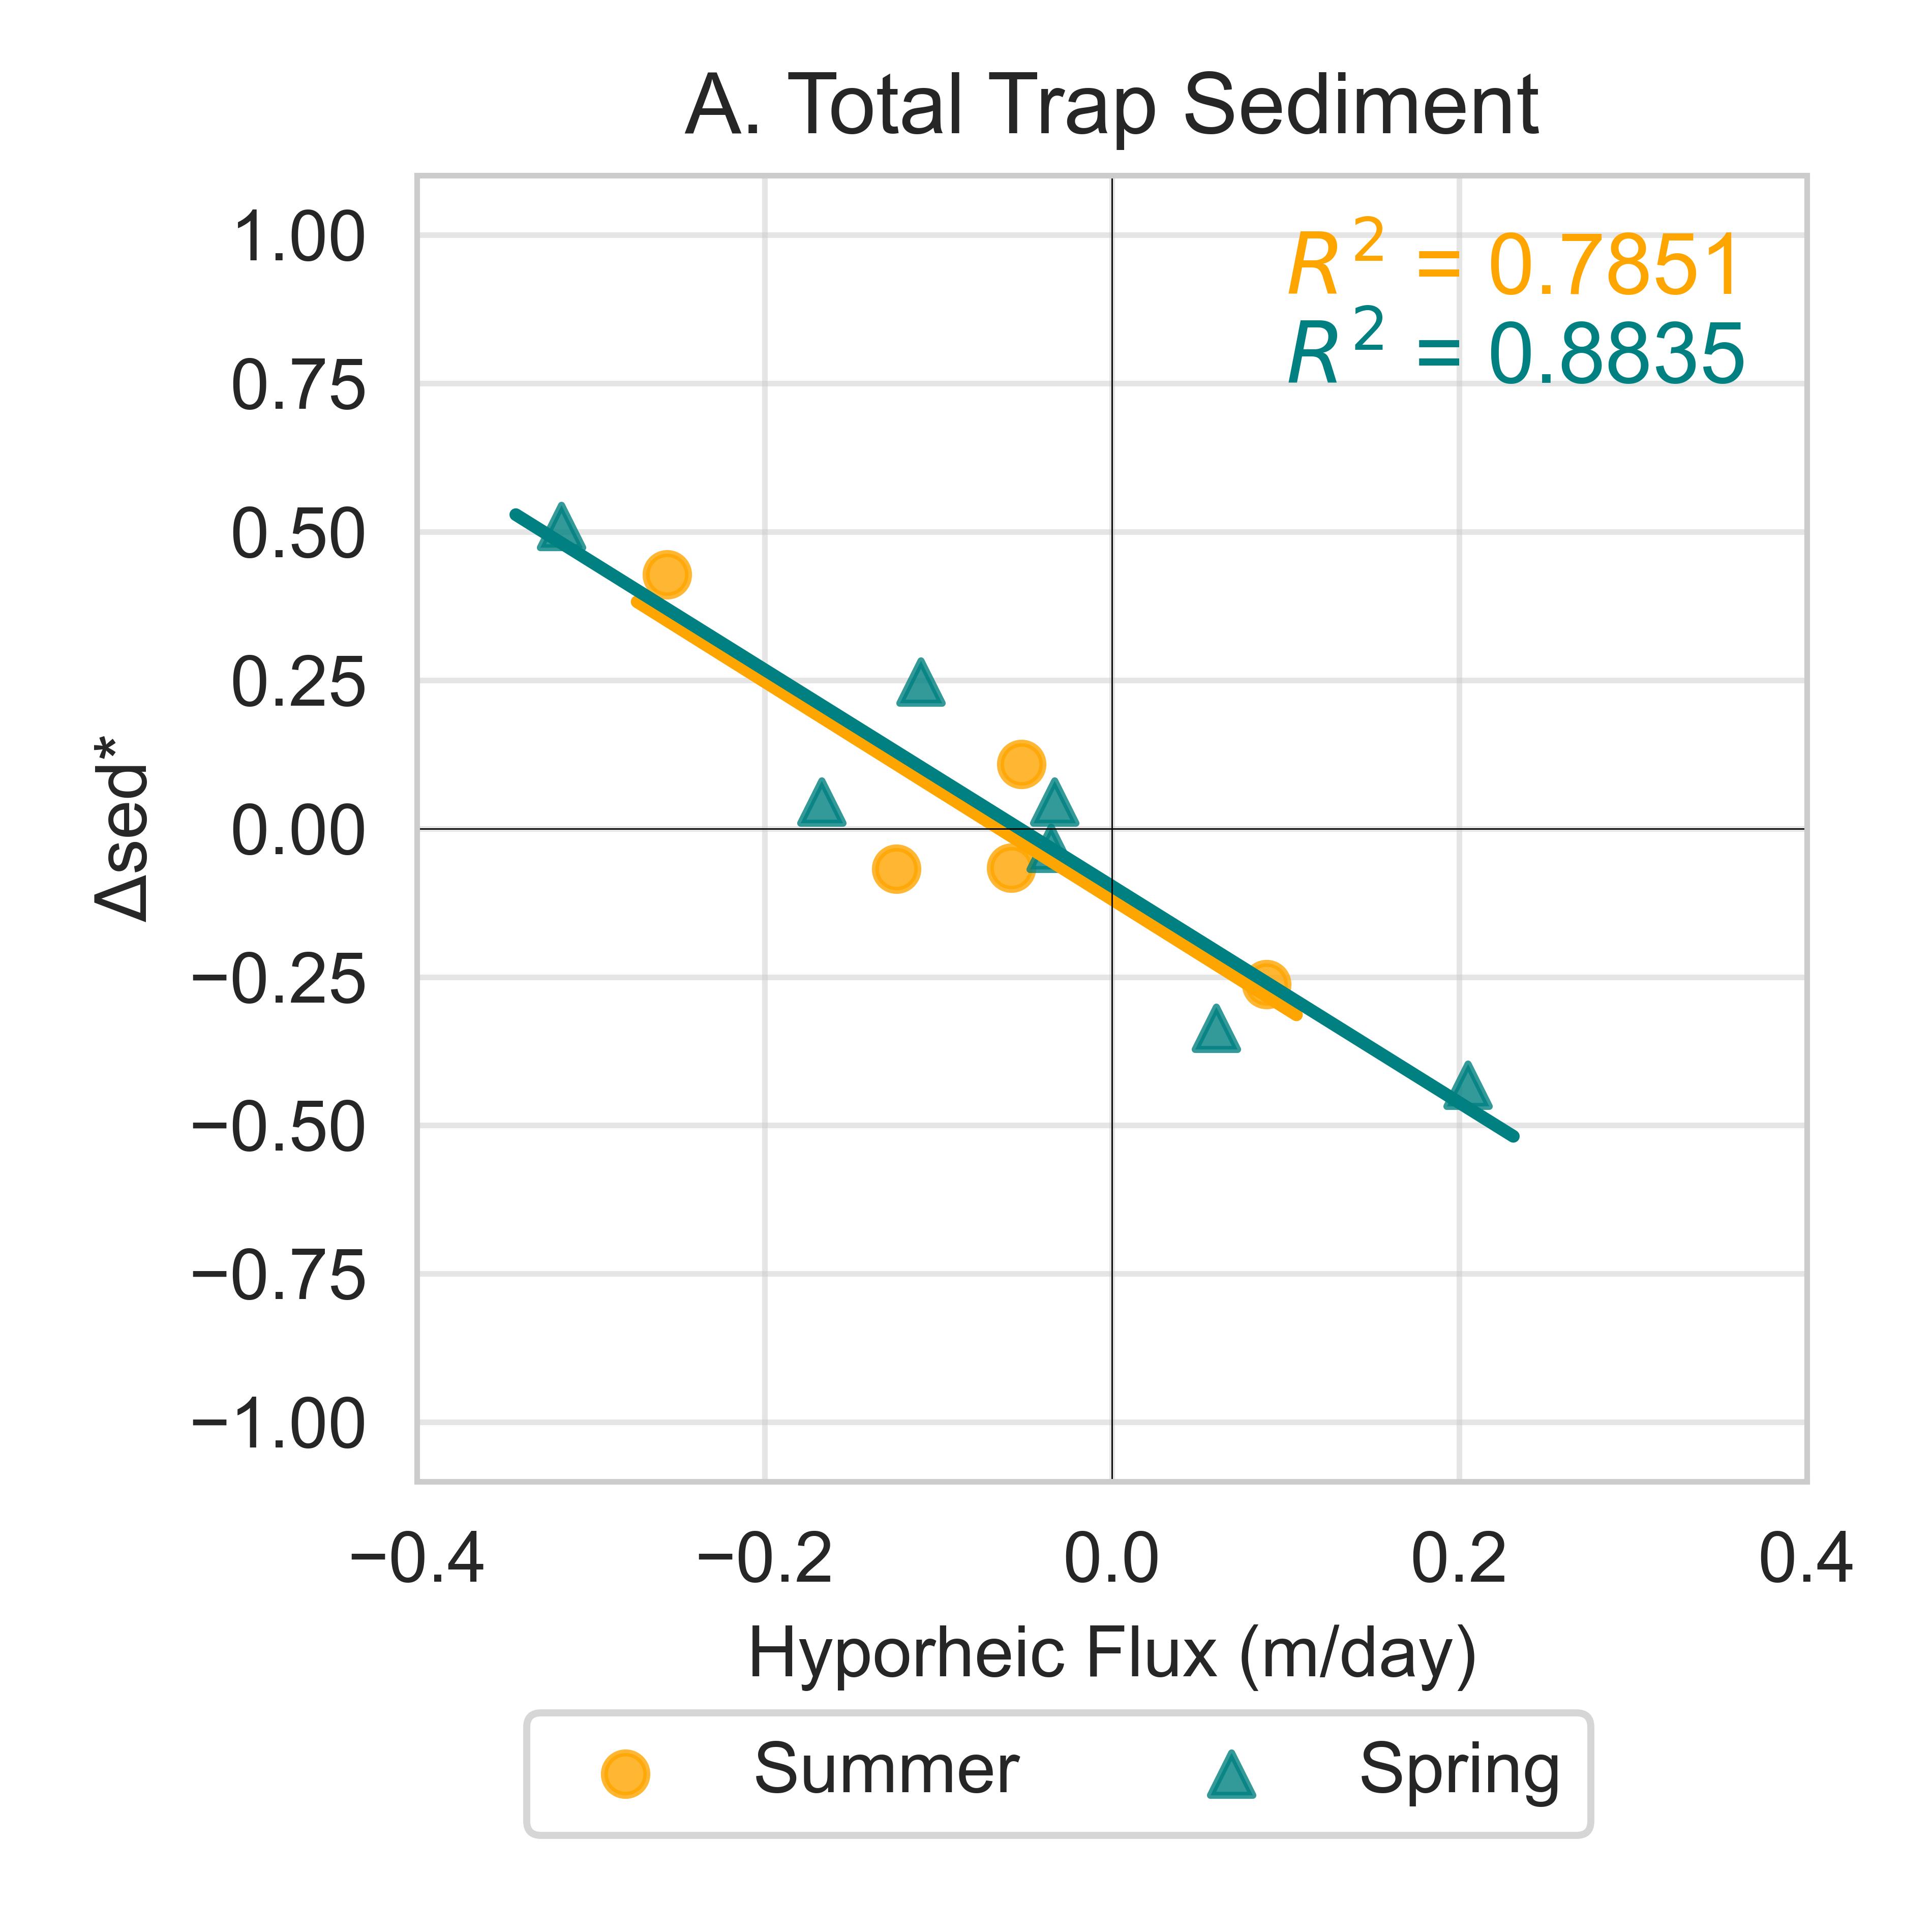 A. Total Trap Sediment
R² = 0.7851
R² = 0.8835
1.00
0.75
0.50
0.25
0.00
−0.25
−0.50
−0.75
−1.00
Δsed*
−0.4 −0.2 0.0 0.2 0.4
Hyporheic Flux (m/day)
Summer Spring